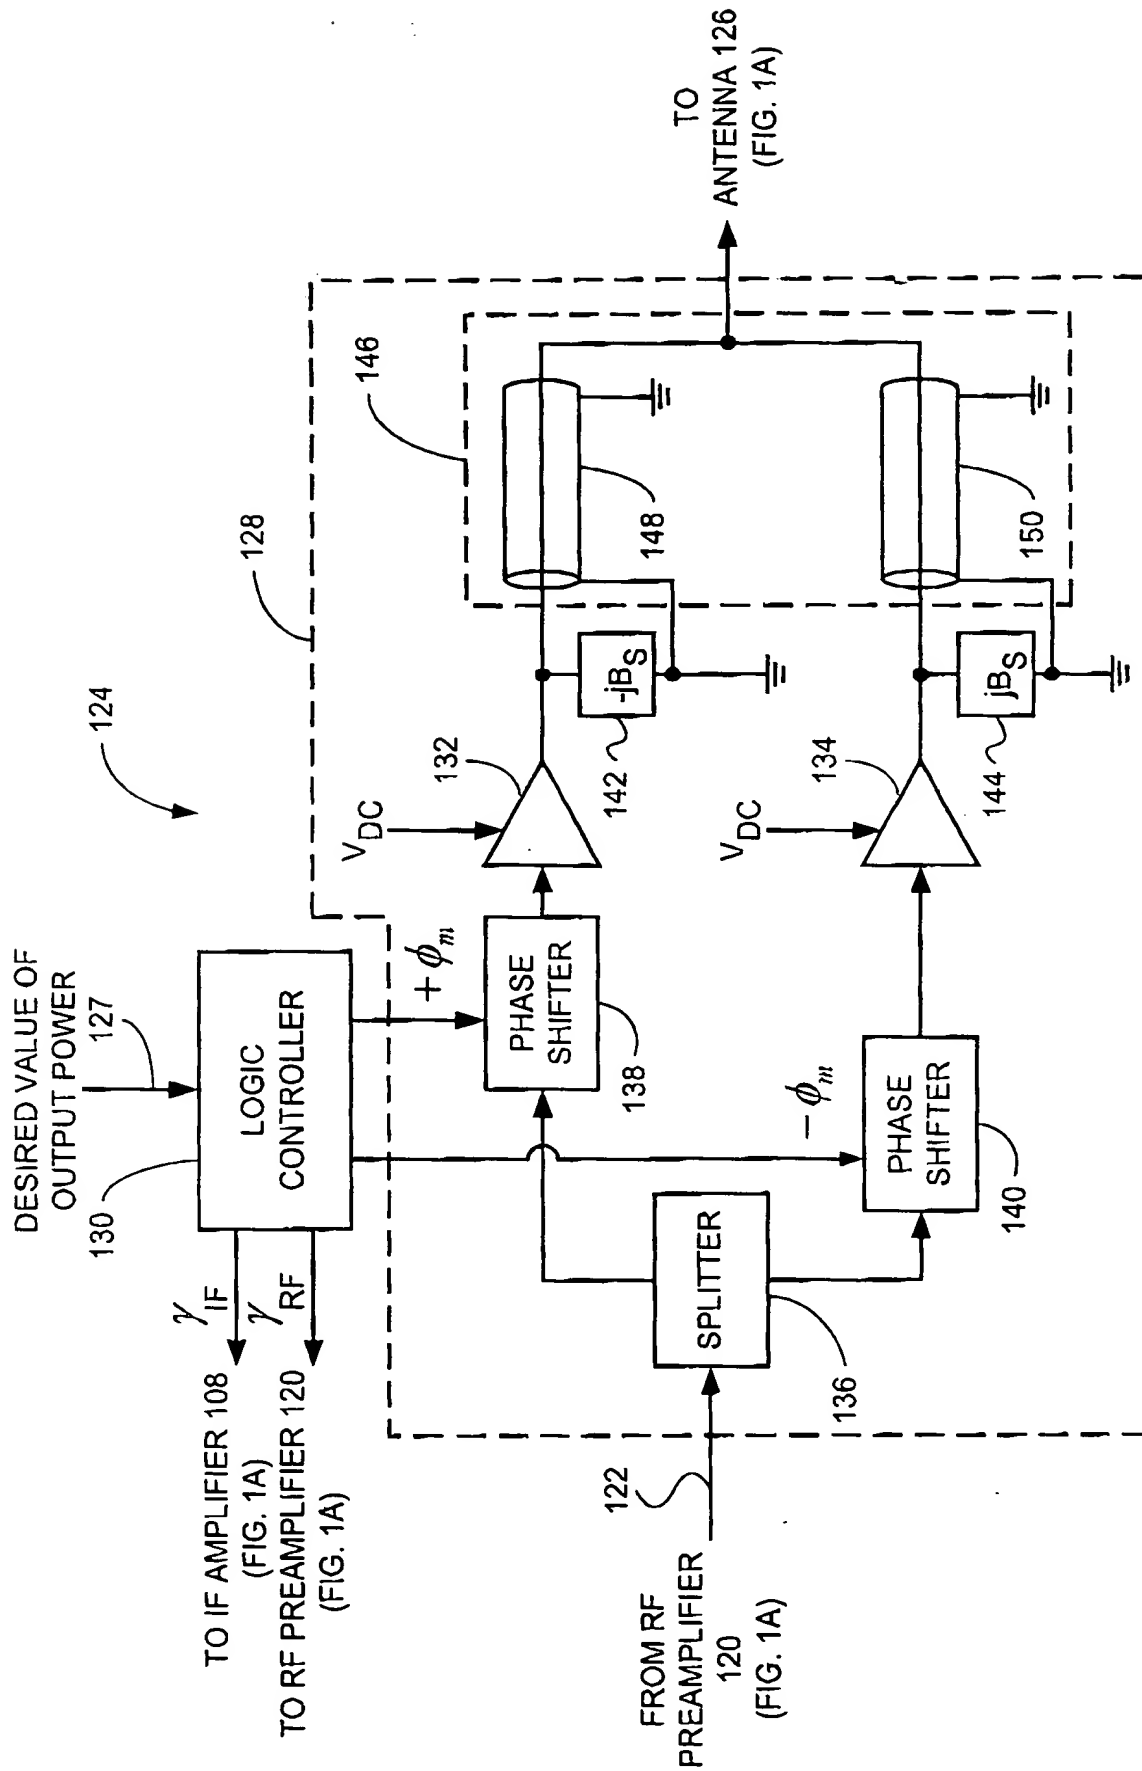 124
DESIRED VALUE OF
OUTPUT POWER
127
130
LOGIC
CONTROLLLER
γIF
γRF
TO IF AMPLIFIER 108
(FIG. 1A)
TO RF PREAMPLIFIER 120
(FIG. 1A)
128
+ϕm
−ϕm
FROM RF
PREAMPLIFIER
120
(FIG. 1A)
122
SPLITTER
136
PHASE
SHIFTER
138
PHASE
SHIFTER
140
VDC
132
VDC
134
-jBS
142
jBS
144
146
148
150
TO
ANTENNA 126
(FIG. 1A)